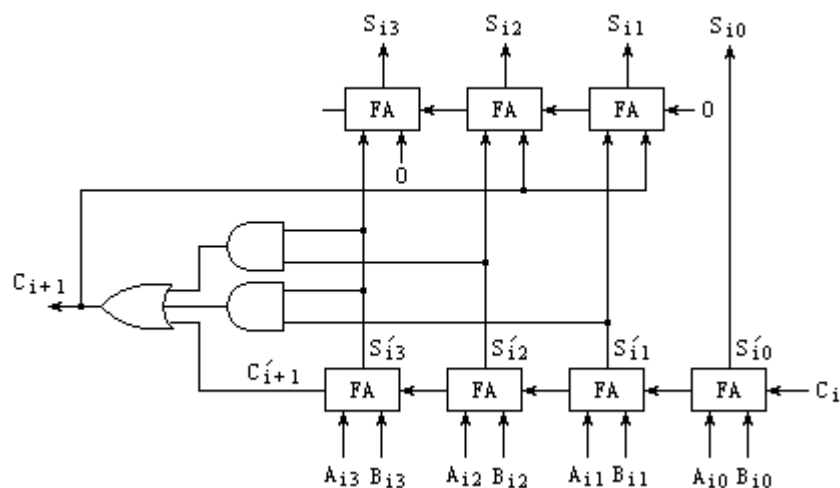 Si3 Si2 Si1 Si0
FA FA FA 0
0
Ci+1
S′i3 S′i2 S′i1 S′i0
C′i+1
FA FA FA FA Ci
Ai3 Bi3 Ai2 Bi2 Ai1 Bi1 Ai0 Bi0